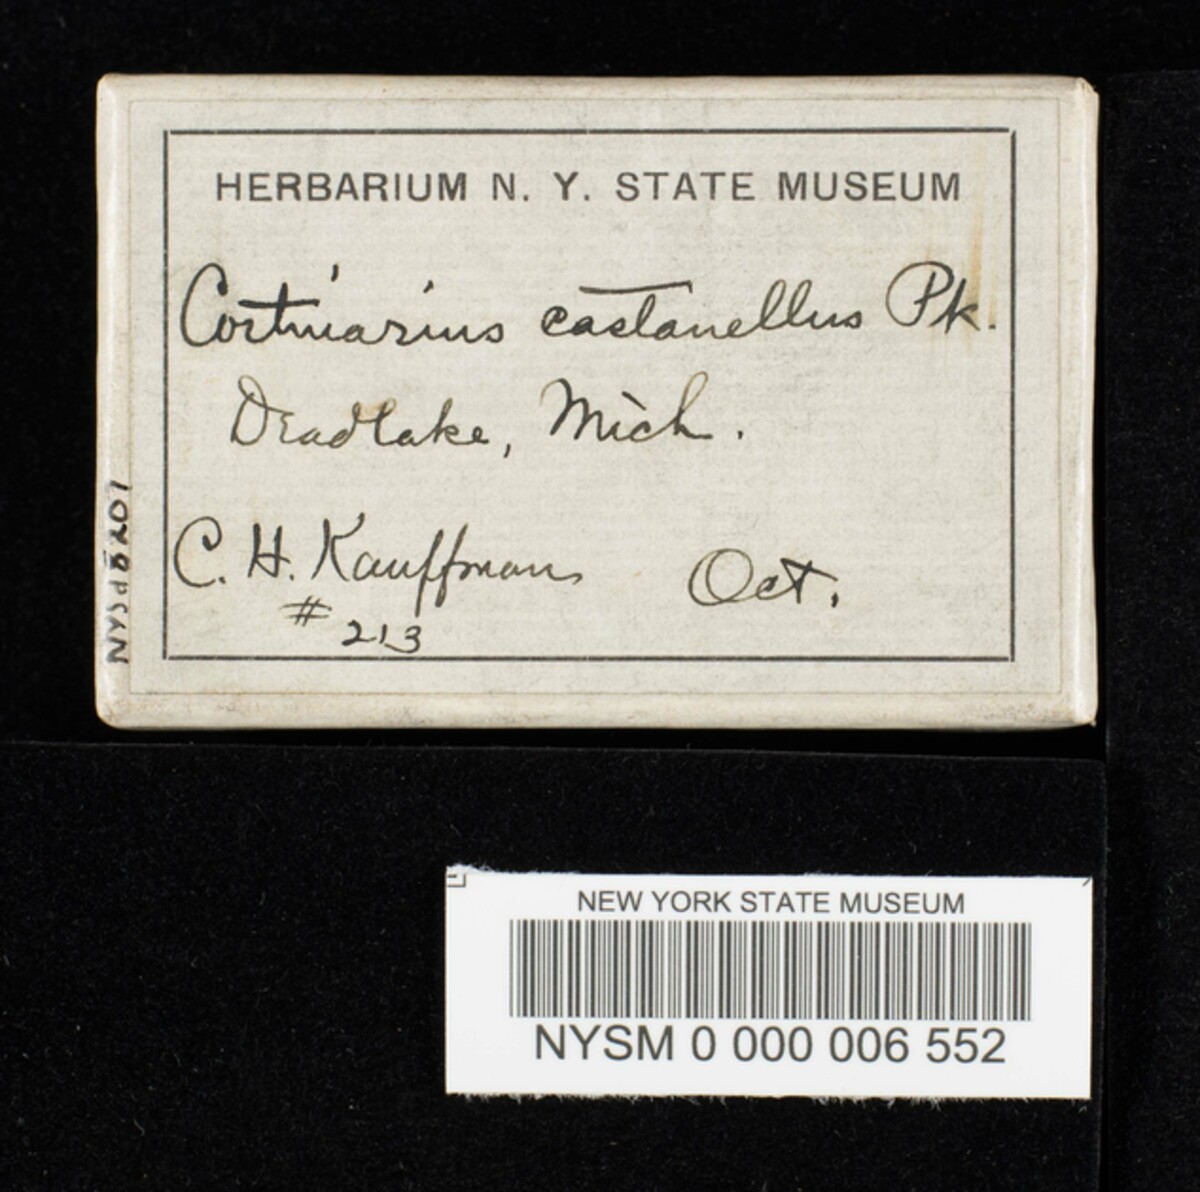 HERBARIUM N. Y. STATE MUSEUM
Cortinarius castanellus Pk.
Deadlake, Mich.
C. H. Kauffman Oct.
# 213
NEW YORK STATE MUSEUM
NYSM 0 000 006 552